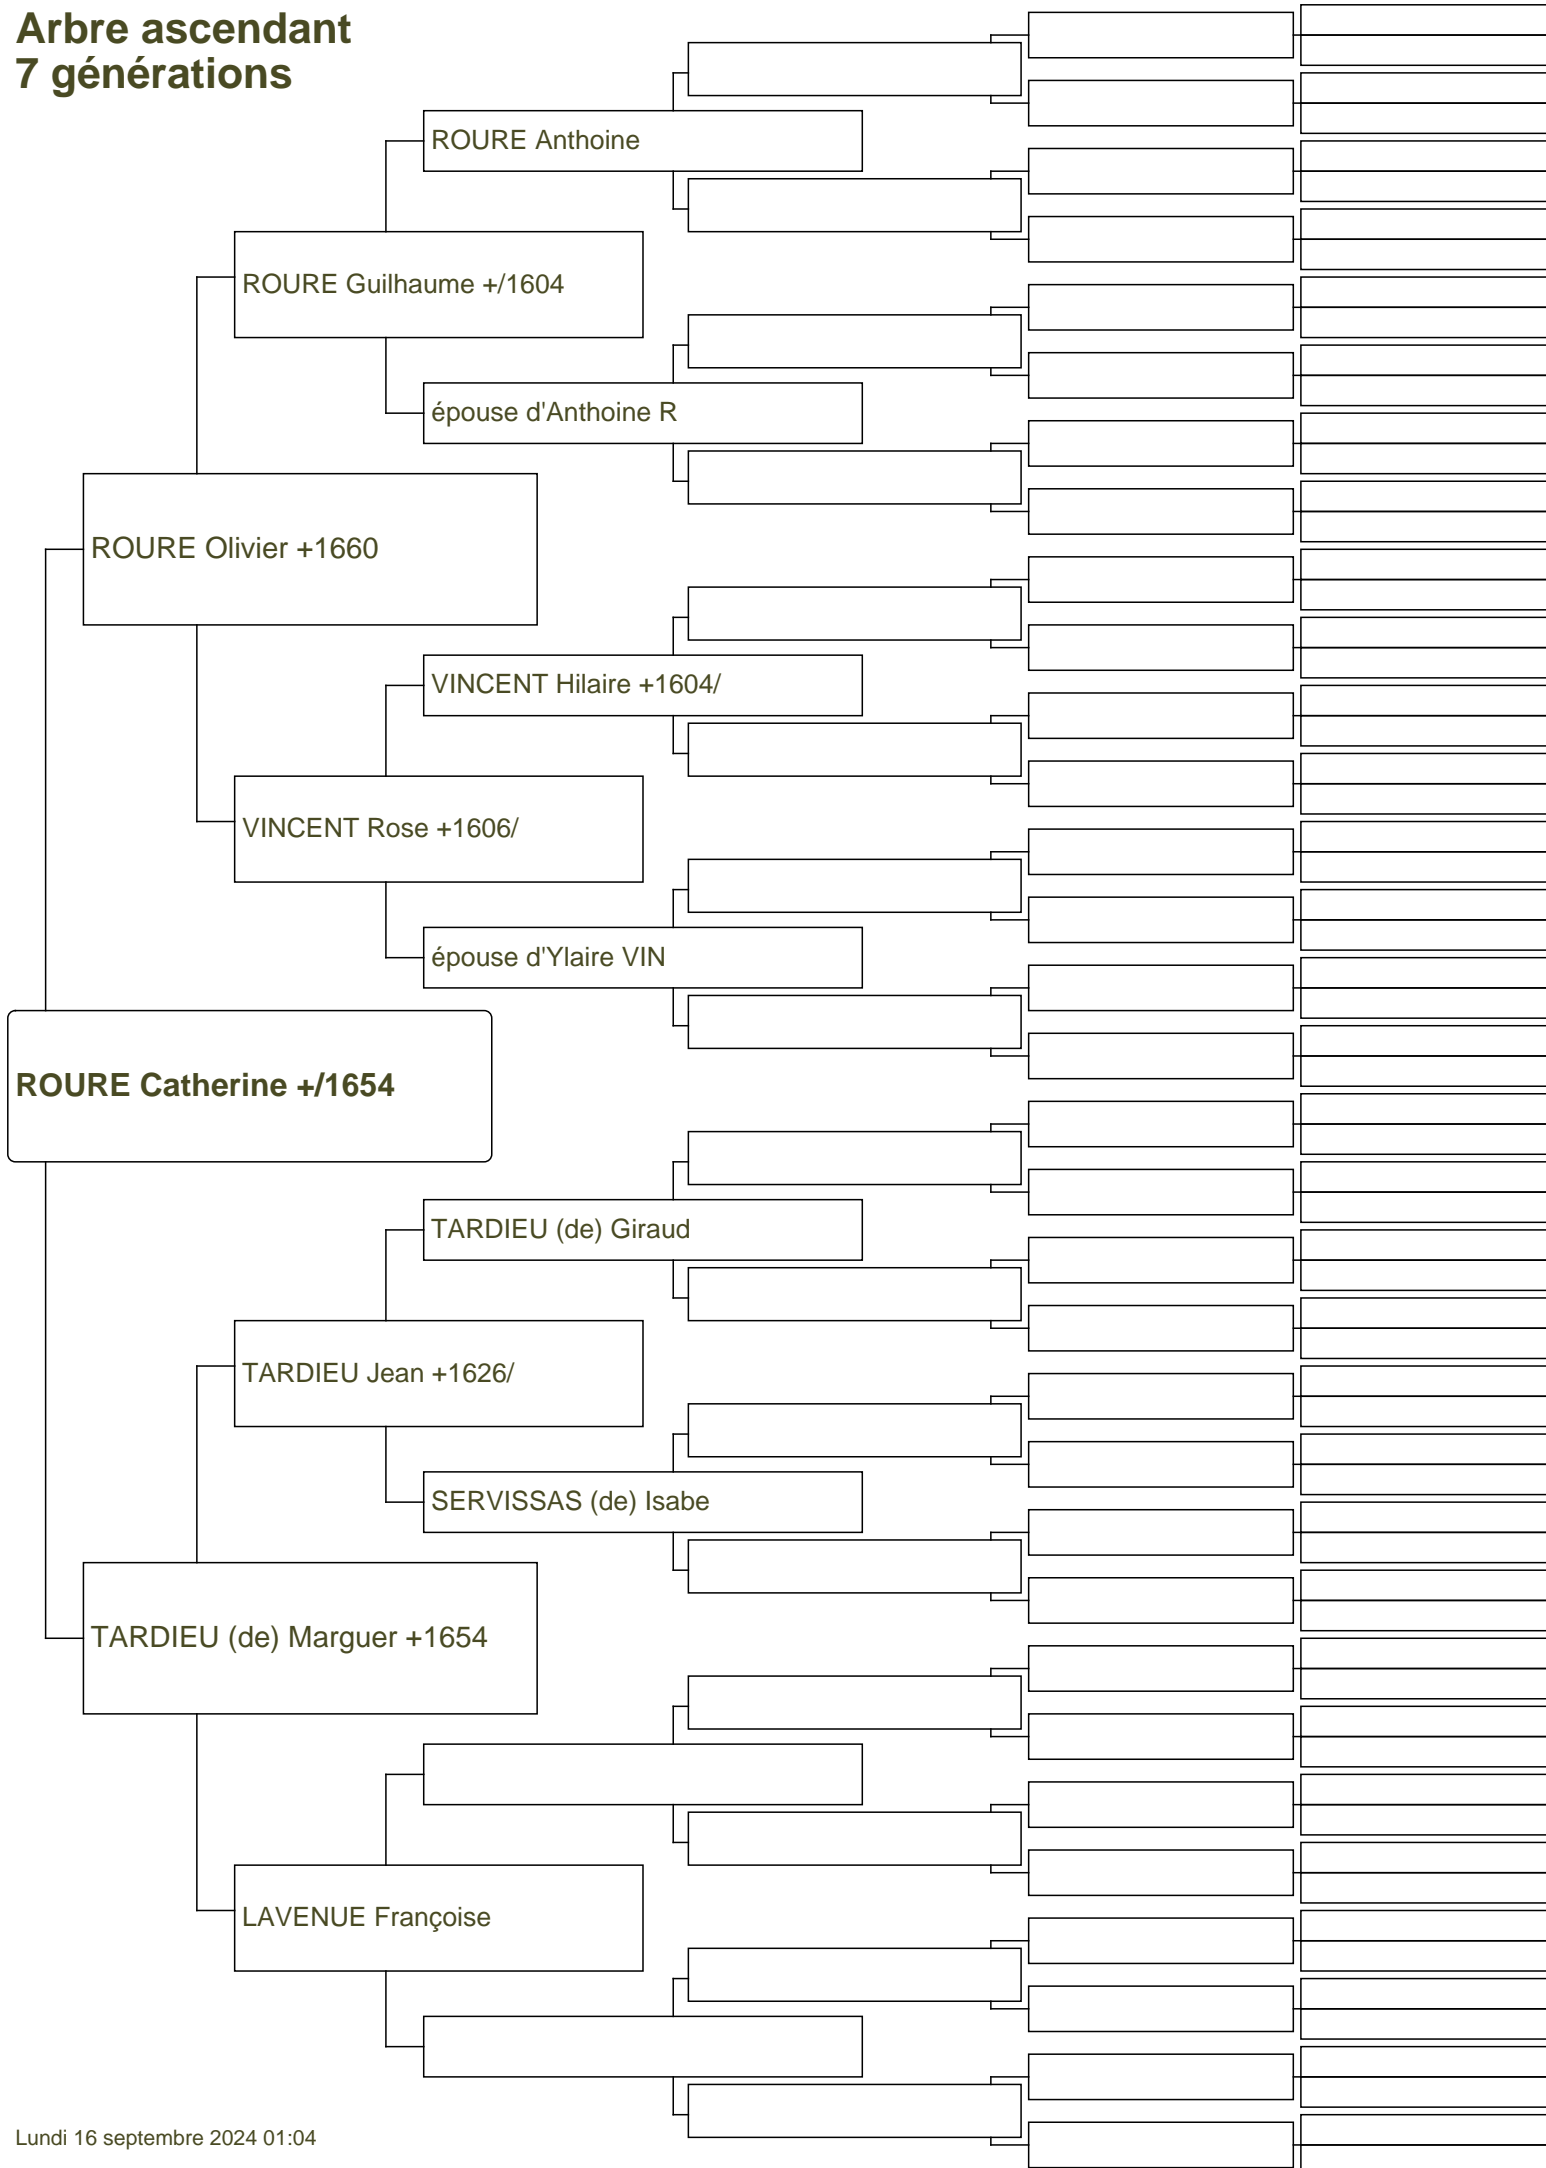 Arbre ascendant
7 générations
ROURE Anthoine
ROURE Guilhaume +/1604
épouse d'Anthoine R
ROURE Olivier +1660
VINCENT Hilaire +1604/
VINCENT Rose +1606/
épouse d'Ylaire VIN
ROURE Catherine +/1654
TARDIEU (de) Giraud
TARDIEU Jean +1626/
SERVISSAS (de) Isabe
TARDIEU (de) Marguer +1654
LAVENUE Françoise
Lundi 16 septembre 2024 01:04